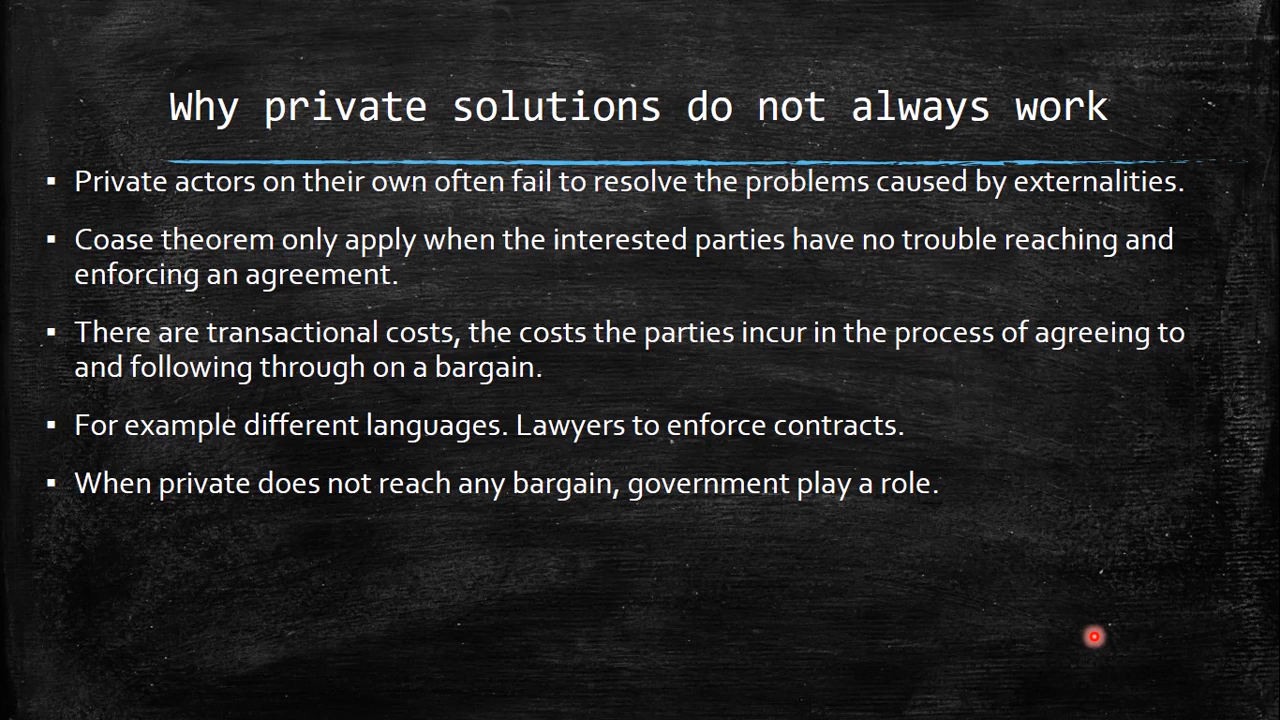 Why private solutions do not always work
▪ Private actors on their own often fail to resolve the problems caused by externalities.
▪ Coase theorem only apply when the interested parties have no trouble reaching and
enforcing an agreement.
▪ There are transactional costs, the costs the parties incur in the process of agreeing to
and following through on a bargain.
▪ For example different languages. Lawyers to enforce contracts.
▪ When private does not reach any bargain, government play a role.